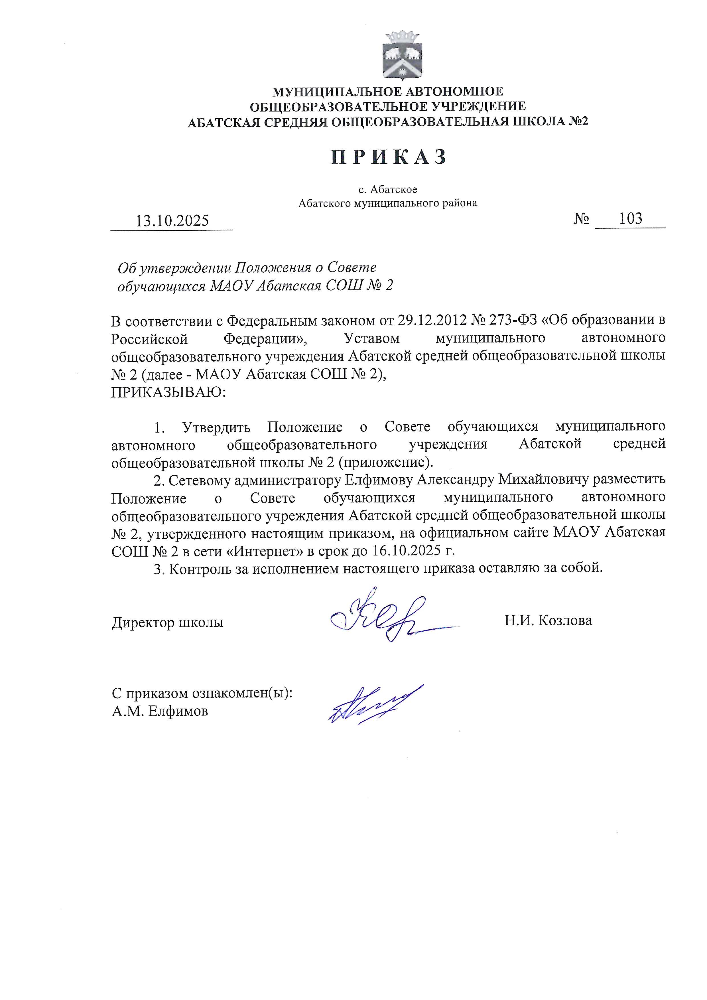 МУНИЦИПАЛЬНОЕ АВТОНОМНОЕ
ОБЩЕОБРАЗОВАТЕЛЬНОЕ УЧРЕЖДЕНИЕ
АБАТСКАЯ СРЕДНЯЯ ОБЩЕОБРАЗОВАТЕЛЬНАЯ ШКОЛА №2
П Р И К А З
с. Абатское
Абатского муниципального района
13.10.2025 № 103
Об утверждении Положения о Совете
обучающихся МАОУ Абатская СОШ № 2
В соответствии с Федеральным законом от 29.12.2012 № 273-ФЗ «Об образовании в
Российской Федерации», Уставом муниципального автономного
общеобразовательного учреждения Абатской средней общеобразовательной школы
№ 2 (далее - МАОУ Абатская СОШ № 2),
ПРИКАЗЫВАЮ:
1. Утвердить Положение о Совете обучающихся муниципального
автономного общеобразовательного учреждения Абатской средней
общеобразовательной школы № 2 (приложение).
2. Сетевому администратору Елфимову Александру Михайловичу разместить
Положение о Совете обучающихся муниципального автономного
общеобразовательного учреждения Абатской средней общеобразовательной школы
№ 2, утвержденного настоящим приказом, на официальном сайте МАОУ Абатская
СОШ № 2 в сети «Интернет» в срок до 16.10.2025 г.
3. Контроль за исполнением настоящего приказа оставляю за собой.
Директор школы Н.И. Козлова
С приказом ознакомлен(ы):
А.М. Елфимов